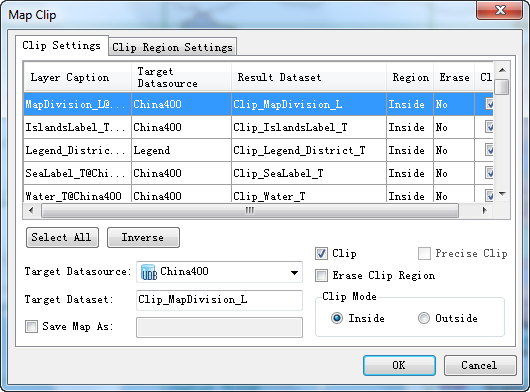 Map Clip
Clip Settings Clip Region Settings
Layer Caption Target Datasource Result Dataset Region Erase Cl
MapDivision_L@... China400 Clip_MapDivision_L Inside No
IslandsLabel_T... China400 Clip_IslandsLabel_T Inside No
Legend_Distric... Legend Clip_Legend_District_T Inside No
SeaLabel_T@Chi... China400 Clip_SeaLabel_T Inside No
Water_T@China400 China400 Clip_Water_T Inside No
Select All Inverse
Clip Precise Clip
Target Datasource: UDB China400
Erase Clip Region
Target Dataset: Clip_MapDivision_L
Clip Mode
Save Map As: Inside Outside
OK Cancel